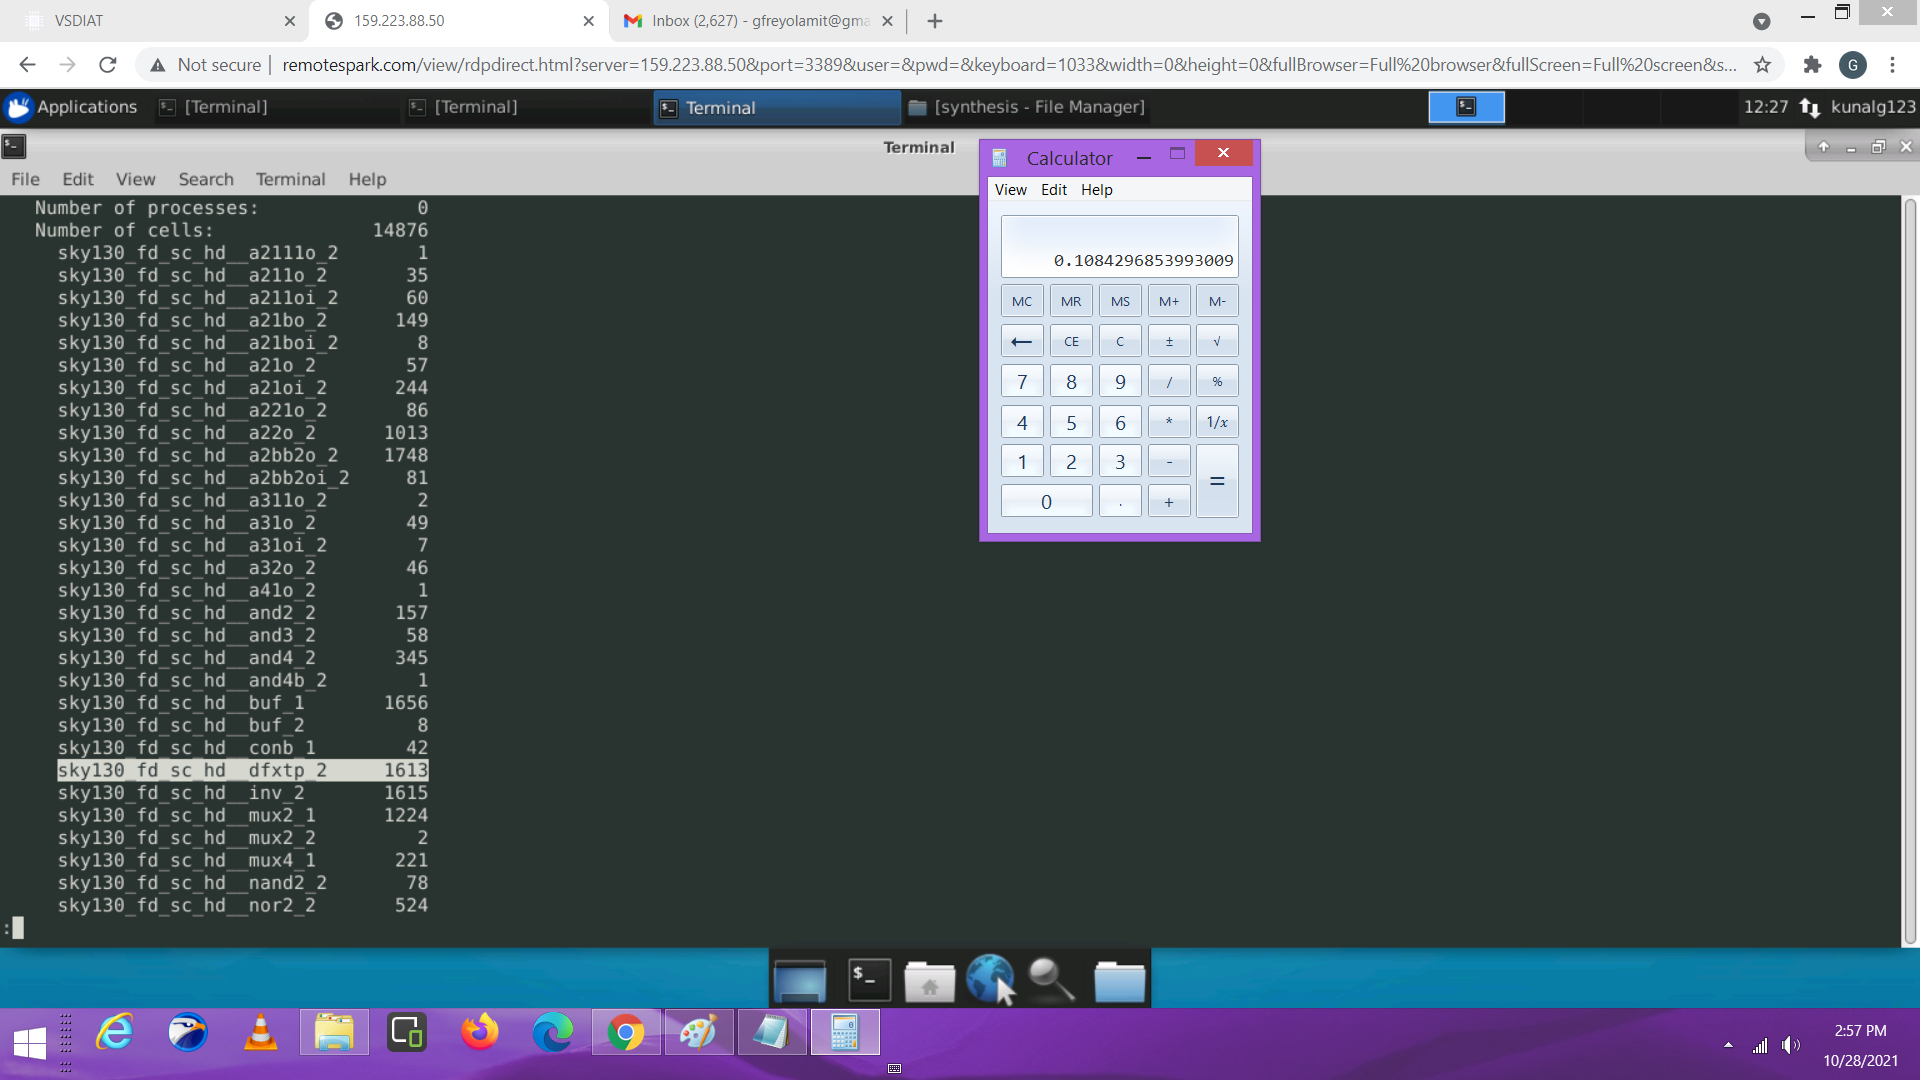 VSDIAT
159.223.88.50
Inbox (2,627) - gfreyolamit@gma
Not secure
remotespark.com/view/rdpdirect.html?server=159.223.88.50&port=3389&user=&pwd=&keyboard=1033&width=0&height=0&fullBrowser=Full%20browser&fullScreen=Full%20screen&s...
G
Applications
[Terminal]
[Terminal]
Terminal
[synthesis - File Manager]
12:27
kunalg123
Terminal
File Edit View Search Terminal Help
Number of processes: 0
Number of cells: 14876
sky130_fd_sc_hd__a2111o_2 1
sky130_fd_sc_hd__a211o_2 35
sky130_fd_sc_hd__a211oi_2 60
sky130_fd_sc_hd__a21bo_2 149
sky130_fd_sc_hd__a21boi_2 8
sky130_fd_sc_hd__a21o_2 57
sky130_fd_sc_hd__a21oi_2 244
sky130_fd_sc_hd__a221o_2 86
sky130_fd_sc_hd__a22o_2 1013
sky130_fd_sc_hd__a2bb2o_2 1748
sky130_fd_sc_hd__a2bb2oi_2 81
sky130_fd_sc_hd__a311o_2 2
sky130_fd_sc_hd__a31o_2 49
sky130_fd_sc_hd__a31oi_2 7
sky130_fd_sc_hd__a32o_2 46
sky130_fd_sc_hd__a41o_2 1
sky130_fd_sc_hd__and2_2 157
sky130_fd_sc_hd__and3_2 58
sky130_fd_sc_hd__and4_2 345
sky130_fd_sc_hd__and4b_2 1
sky130_fd_sc_hd__buf_1 1656
sky130_fd_sc_hd__buf_2 8
sky130_fd_sc_hd__conb_1 42
sky130_fd_sc_hd__dfxtp_2 1613
sky130_fd_sc_hd__inv_2 1615
sky130_fd_sc_hd__mux2_1 1224
sky130_fd_sc_hd__mux2_2 2
sky130_fd_sc_hd__mux4_1 221
sky130_fd_sc_hd__nand2_2 78
sky130_fd_sc_hd__nor2_2 524
:
Calculator
View Edit Help
0.1084296853993009
MC MR MS M+ M-
← CE C ± √
7 8 9 / %
4 5 6 * 1/x
1 2 3 - =
0 . +
$_
2:57 PM
10/28/2021